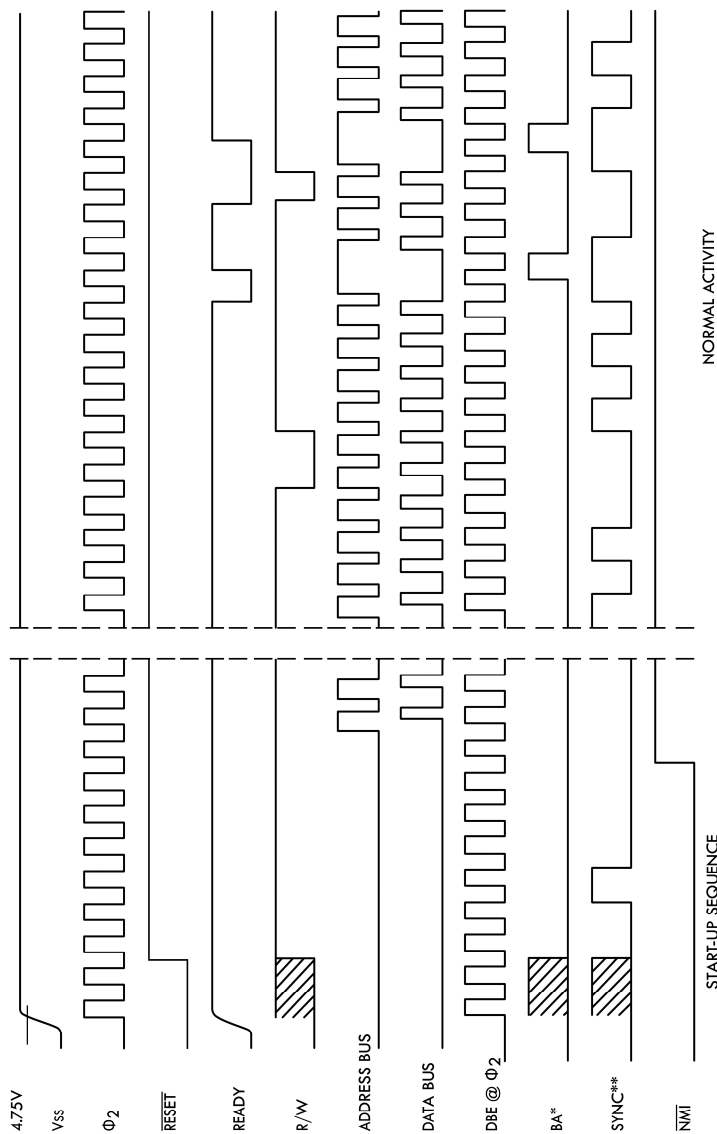 4.75V
Vss
Φ2
RESET
READY
R/W
ADDRESS BUS
DATA BUS
DBE @ Φ2
BA*
SYNC**
NMI
START-UP SEQUENCE
NORMAL ACTIVITY